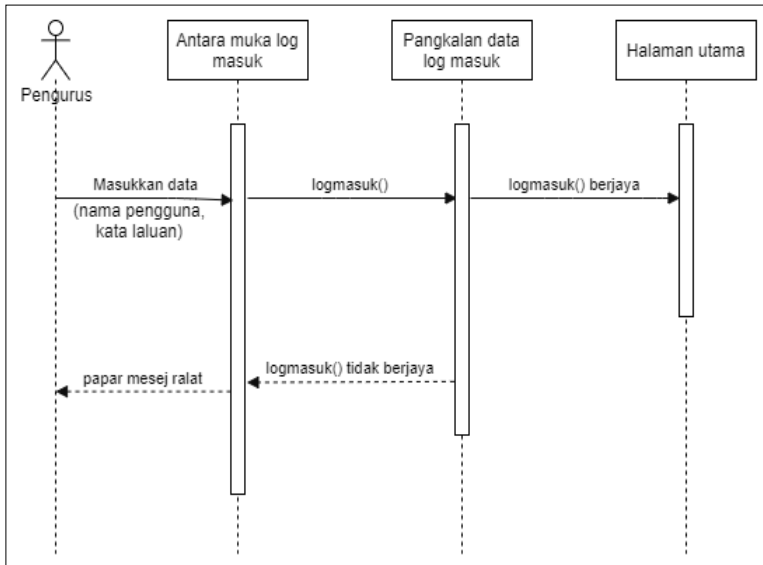 Pengurus
Antara muka log
masuk
Pangkalan data
log masuk
Halaman utama
Masukkan data
(nama pengguna,
kata laluan)
logmasuk()
logmasuk() berjaya
logmasuk() tidak berjaya
papar mesej ralat